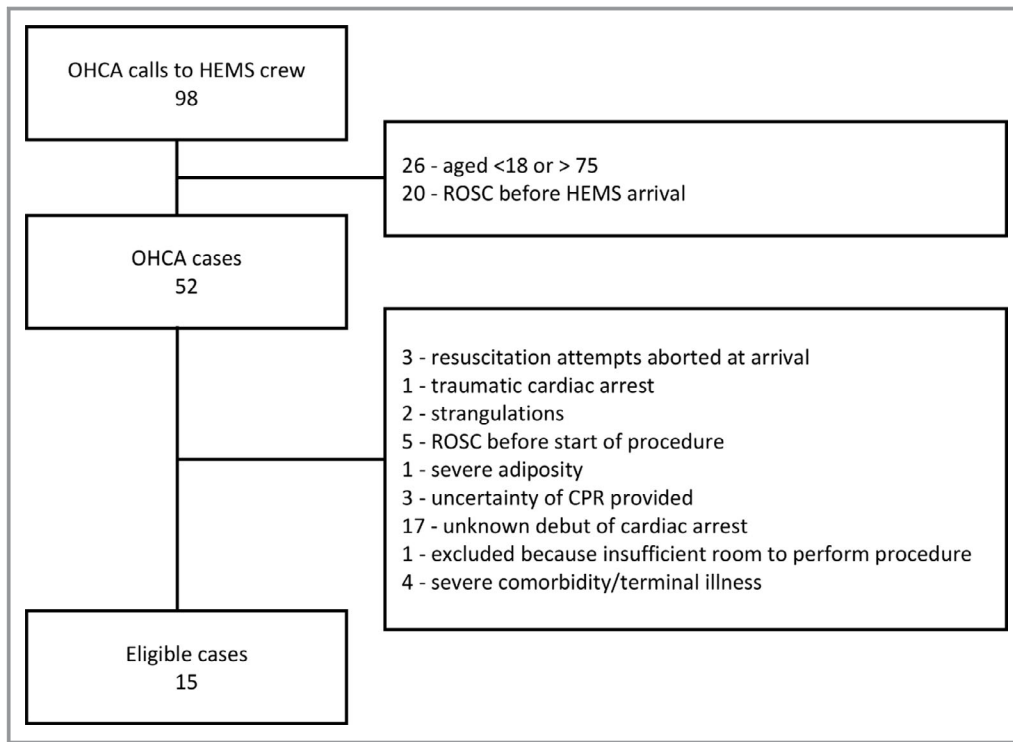 OHCA calls to HEMS crew
98
26 - aged <18 or > 75
20 - ROSC before HEMS arrival
OHCA cases
52
3 - resuscitation attempts aborted at arrival
1 - traumatic cardiac arrest
2 - strangulations
5 - ROSC before start of procedure
1 - severe adiposity
3 - uncertainty of CPR provided
17 - unknown debut of cardiac arrest
1 - excluded because insufficient room to perform procedure
4 - severe comorbidity/terminal illness
Eligible cases
15